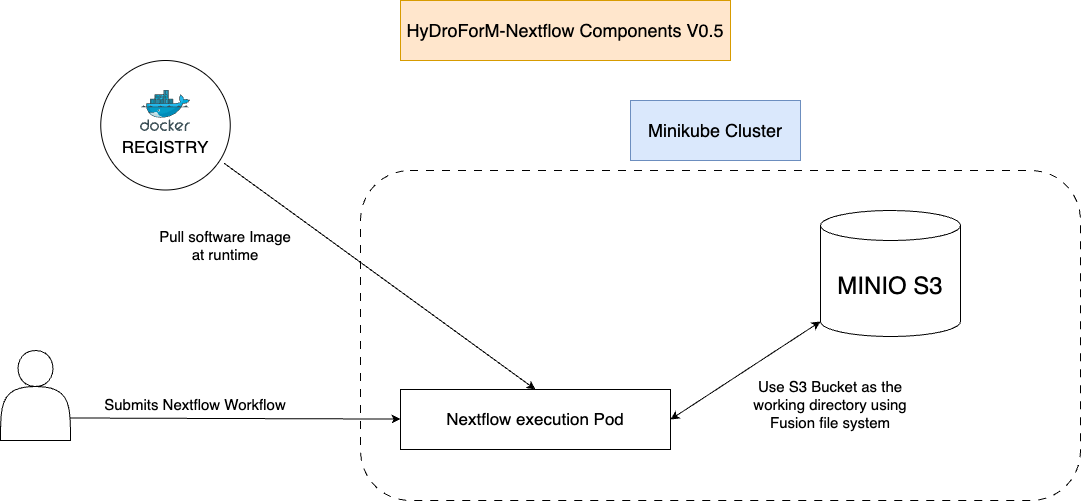 HyDroForM-Nextflow Components V0.5
docker
REGISTRY
Minikube Cluster
Pull software Image
at runtime
MINIO S3
Submits Nextflow Workflow
Nextflow execution Pod
Use S3 Bucket as the
working directory using
Fusion file system